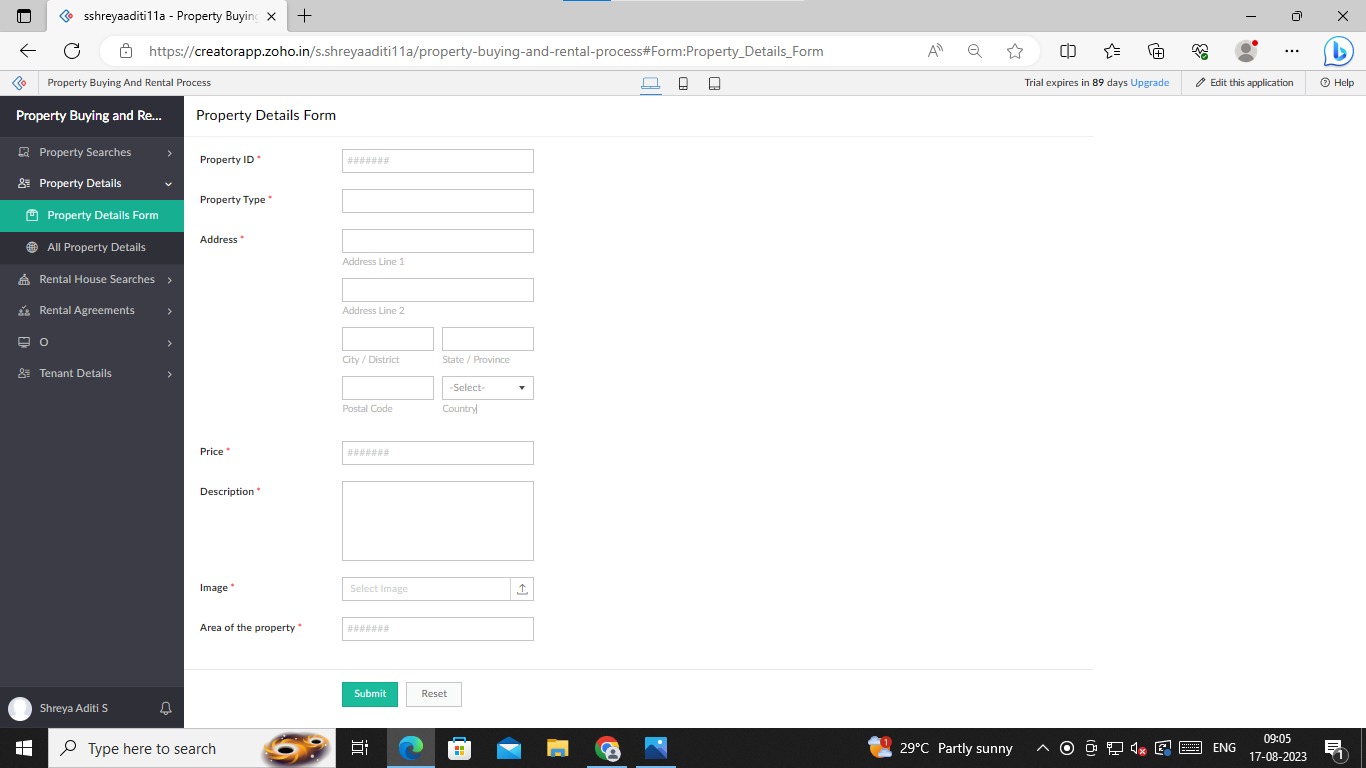 sshreyaaditi11a - Property Buying
https://creatorapp.zoho.in/s.shreyaaditi11a/property-buying-and-rental-process#Form:Property_Details_Form
Property Buying And Rental Process
Trial expires in 89 days Upgrade
Edit this application
Help
Property Buying and Re...
Property Searches
Property Details
Property Details Form
All Property Details
Rental House Searches
Rental Agreements
O
Tenant Details
Shreya Aditi S
Property Details Form
Property ID *
#######
Property Type *
Address *
Address Line 1
Address Line 2
City / District
State / Province
-Select-
Postal Code
Country
Price *
#######
Description *
Image *
Select Image
Area of the property *
#######
Submit
Reset
Type here to search
1
29°C Partly sunny
ENG
09:05
17-08-2023
1